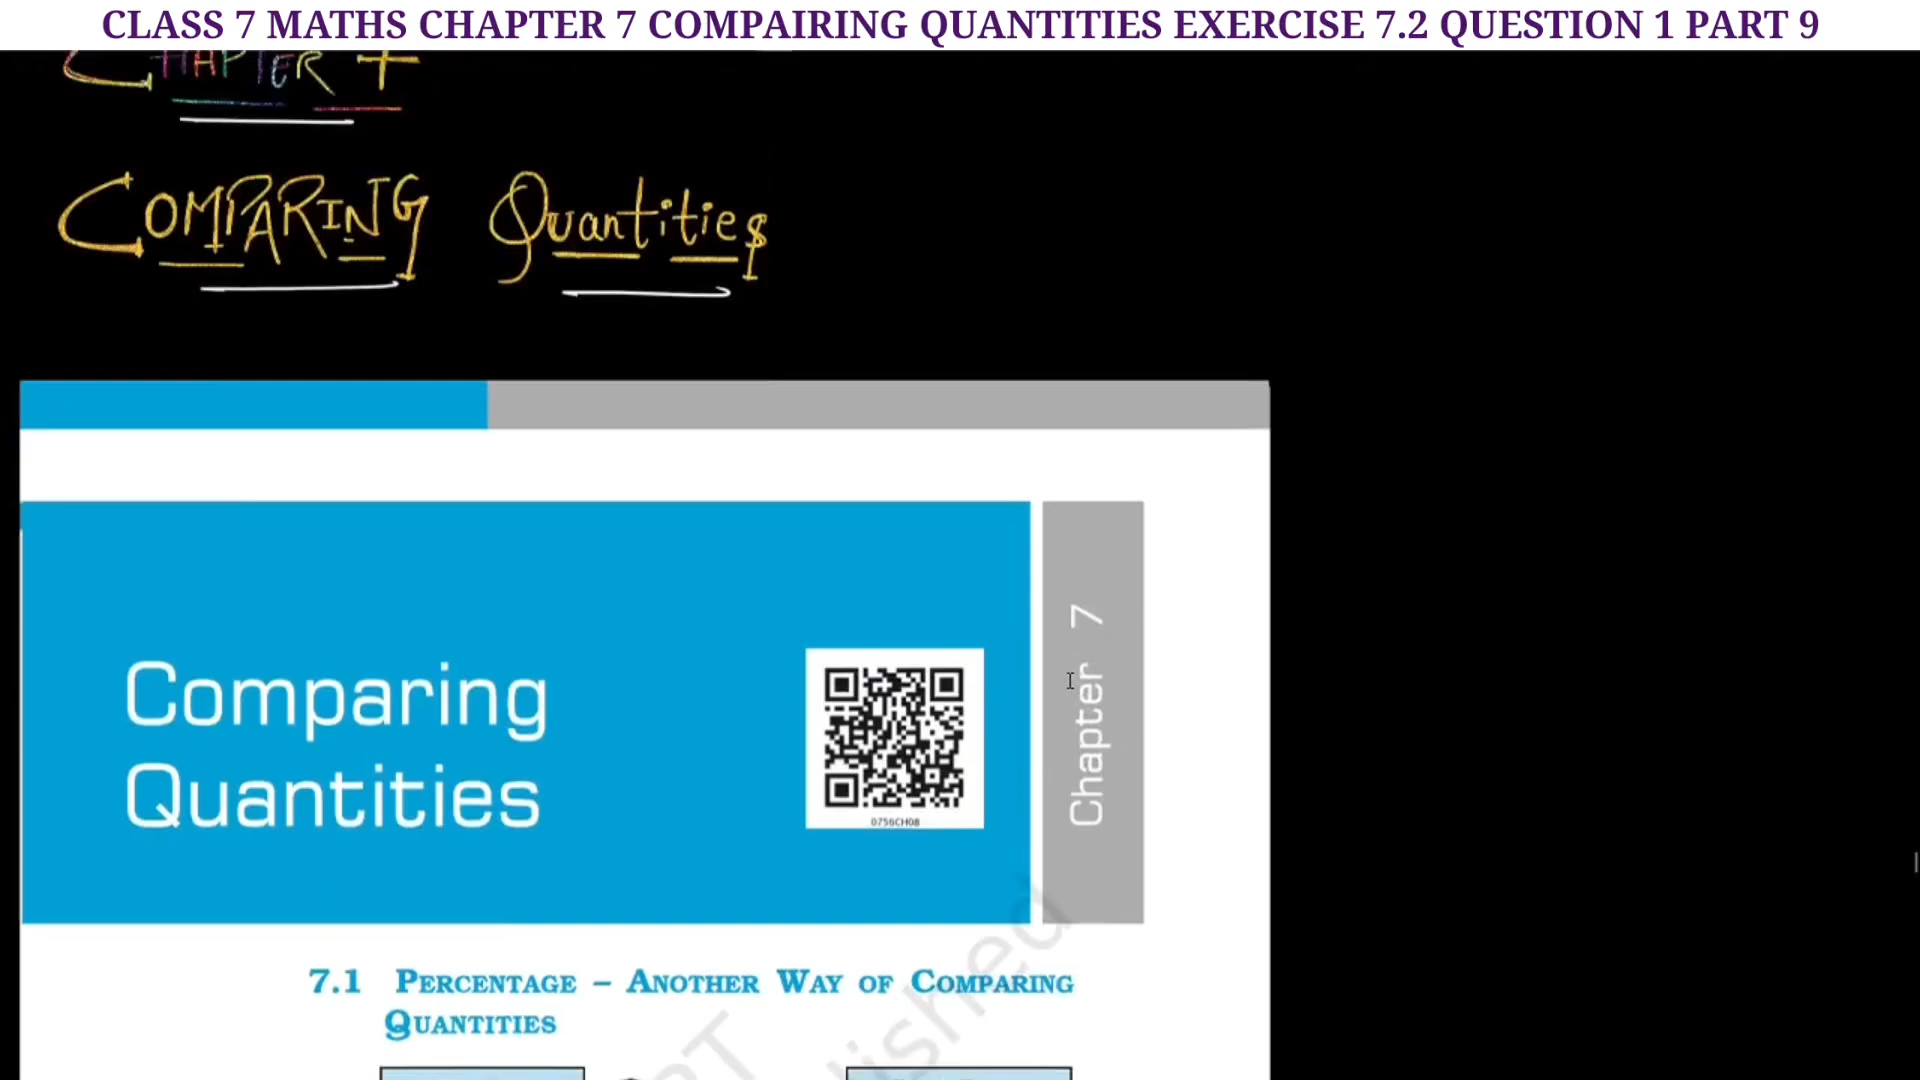 CLASS 7 MATHS CHAPTER 7 COMPAIRING QUANTITIES EXERCISE 7.2 QUESTION 1 PART 9
CHAPTER 7
COMPARING Quantities
Comparing
Quantities
0756CH08
Chapter 7
7.1 PERCENTAGE – ANOTHER WAY OF COMPARING
QUANTITIES